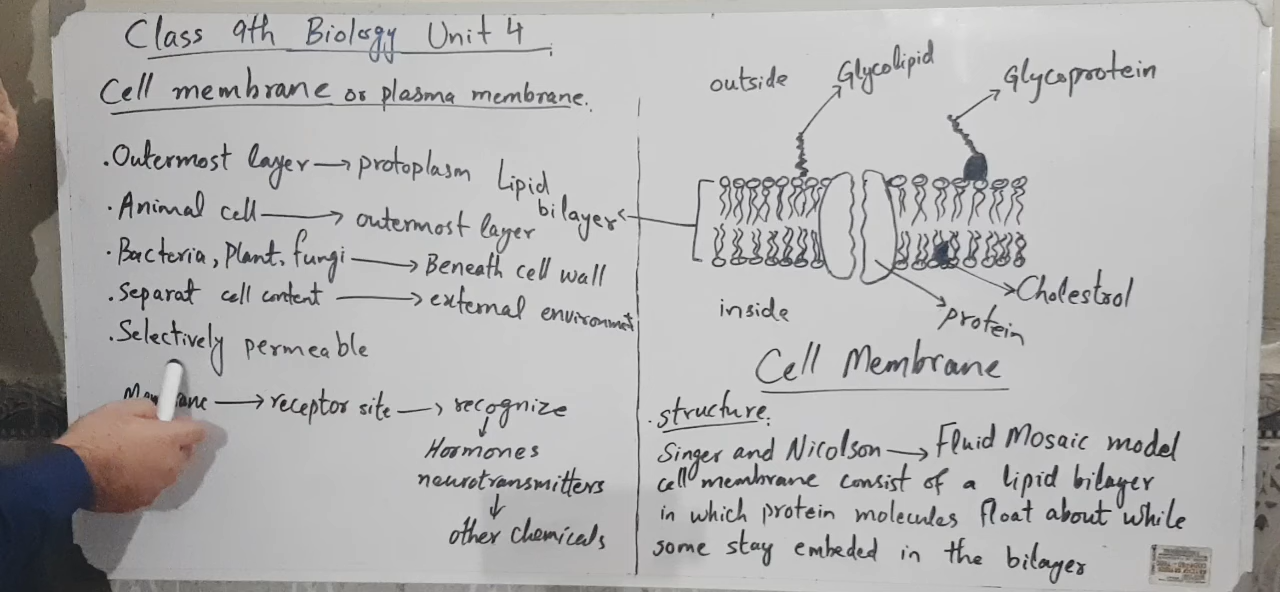 Class 9th Biology Unit 4
Cell membrane or plasma membrane.
.Outermost layer → protoplasm
.Animal cell → outermost layer
.Bacteria, Plant, fungi → Beneath cell wall
.Separat cell content → external environmet
.Selectively permeable
→ receptor site → recognize
↓
Hormones
neurotransmitters
↓
other chemicals
outside
Glycolipid
Glycoprotein
Lipid
bilayer
Cholestrol
inside
protein
Cell Membrane
.structure.
Singer and Nicolson → Fluid Mosaic model
cell membrane consist of a lipid bilayer
in which protein molecules float about while
some stay embeded in the bilayer